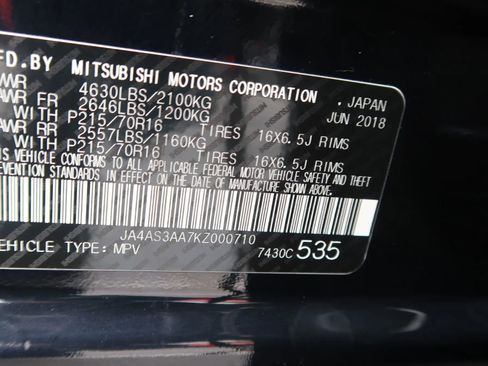 FD.BY MITSUBISHI MOTORS CORPORATION
, JAPAN
WR 4630LBS/2100KG JUN 2018
AWR FR 2646LBS/1200KG
WITH P215/70R16 TIRES 16X6.5J RIMS
AWR RR 2557LBS/1160KG
WITH P215/70R16 TIRES 16X6.5J RIMS
IS VEHICLE CONFORMS TO ALL APPLICABLE FEDERAL MOTOR VEHICLE SAFETY AND THEFT
EVENTION STANDARDS IN EFFECT ON THE DATE OF MANUFACTURE SHOWN ABOVE.
JA4AS3AA7KZ000710
VEHICLE TYPE: MPV 7430C 535